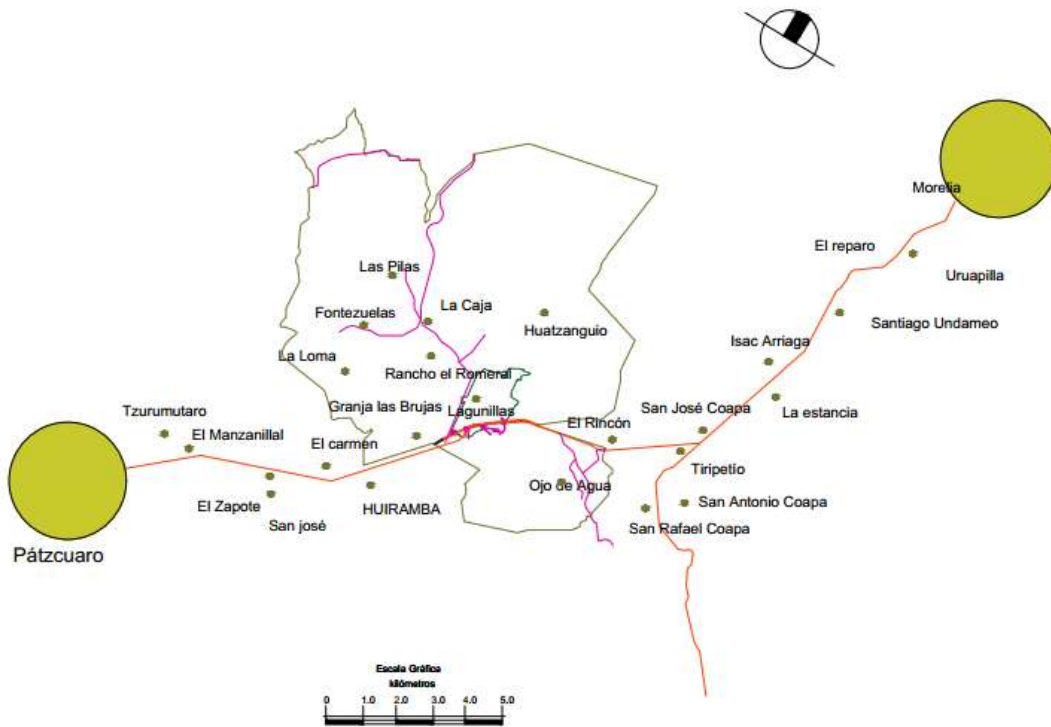 Morelia
El reparo
Uruapilla
Las Pilas
La Caja
Fontezuelas
Huatzanguio
Santiago Undameo
Isac Arriaga
La Loma
Rancho el Romeral
Granja las Brujas
Lagunillas
La estancia
Tzurumutaro
El Manzanillal
El carmen
El RIncón
San José Coapa
Tiripetío
El Zapote
San josé
HUIRAMBA
Ojo de Agua
San Antonio Coapa
San Rafael Coapa
Pátzcuaro
Escala Gráfica
kilómetros
0 1.0 2.0 3.0 4.0 5.0